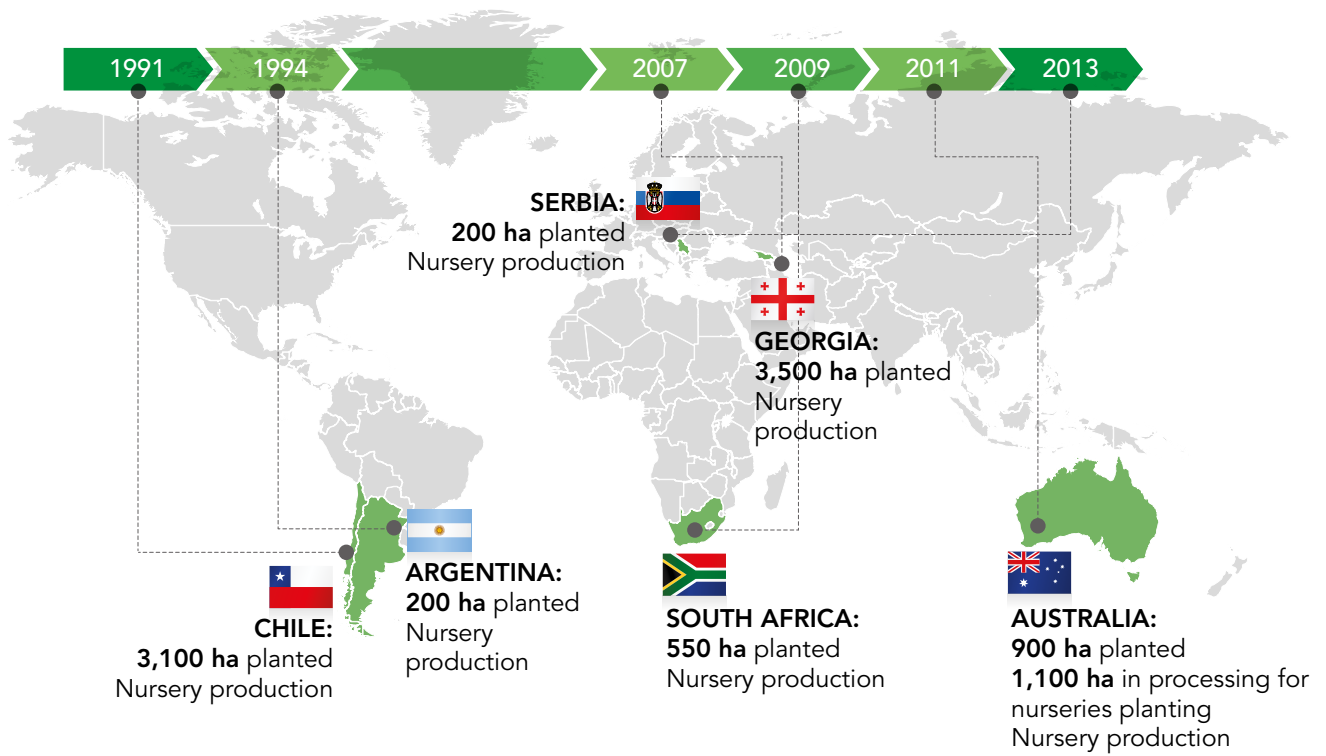 1991
1994
2007
2009
2011
2013
SERBIA:
200 ha planted
Nursery production
GEORGIA:
3,500 ha planted
Nursery
production
CHILE:
3,100 ha planted
Nursery production
ARGENTINA:
200 ha planted
Nursery
production
SOUTH AFRICA:
550 ha planted
Nursery production
AUSTRALIA:
900 ha planted
1,100 ha in processing for
nurseries planting
Nursery production